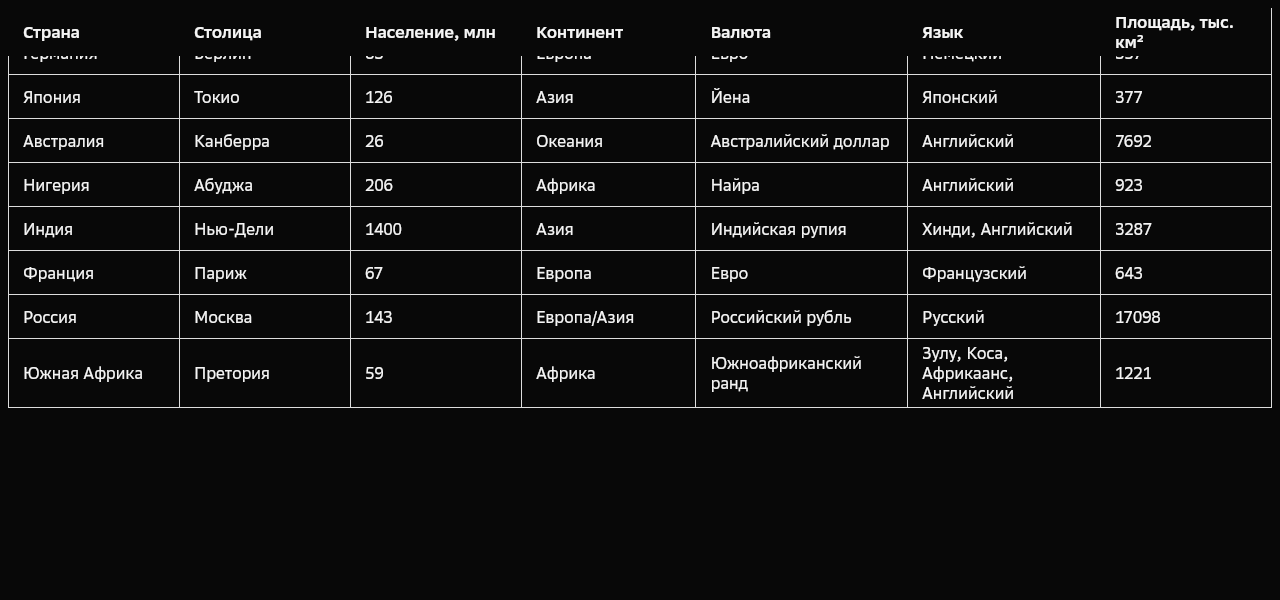 Страна Столица Население, млн Континент Валюта Язык Площадь, тыс. км²
Япония Токио 126 Азия Йена Японский 377
Австралия Канберра 26 Океания Австралийский доллар Английский 7692
Нигерия Абуджа 206 Африка Найра Английский 923
Индия Нью-Дели 1400 Азия Индийская рупия Хинди, Английский 3287
Франция Париж 67 Европа Евро Французский 643
Россия Москва 143 Европа/Азия Российский рубль Русский 17098
Южная Африка Претория 59 Африка Южноафриканский ранд Зулу, Коса, Африкаанс, Английский 1221